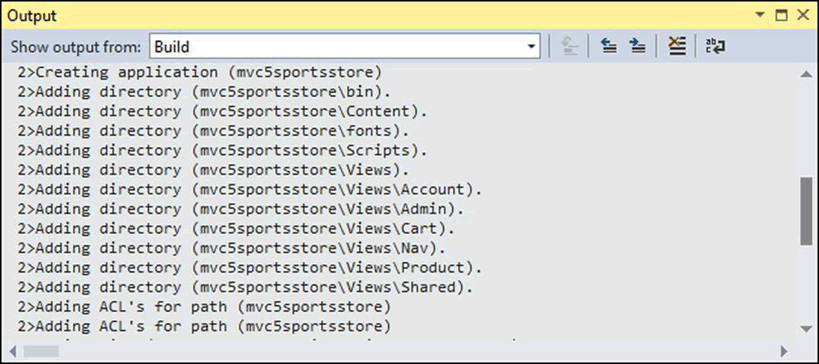 Output
Show output from: Build
2>Creating application (mvc5sportsstore)
2>Adding directory (mvc5sportsstore\bin).
2>Adding directory (mvc5sportsstore\Content).
2>Adding directory (mvc5sportsstore\fonts).
2>Adding directory (mvc5sportsstore\Scripts).
2>Adding directory (mvc5sportsstore\Views).
2>Adding directory (mvc5sportsstore\Views\Account).
2>Adding directory (mvc5sportsstore\Views\Admin).
2>Adding directory (mvc5sportsstore\Views\Cart).
2>Adding directory (mvc5sportsstore\Views\Nav).
2>Adding directory (mvc5sportsstore\Views\Product).
2>Adding directory (mvc5sportsstore\Views\Shared).
2>Adding ACL's for path (mvc5sportsstore)
2>Adding ACL's for path (mvc5sportsstore)